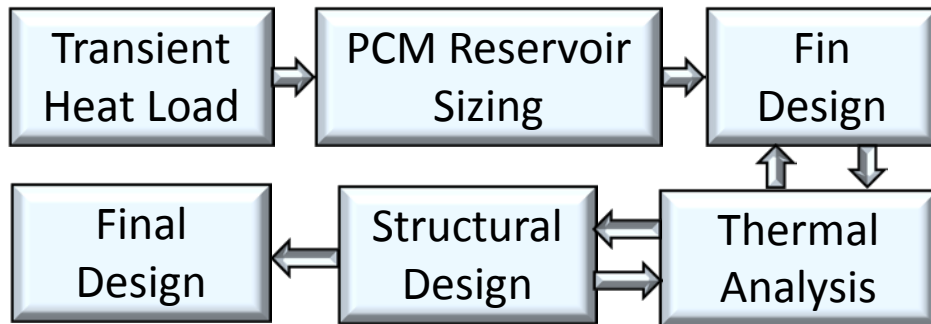 Transient
Heat Load
PCM Reservoir
Sizing
Fin
Design
Final
Design
Structural
Design
Thermal
Analysis